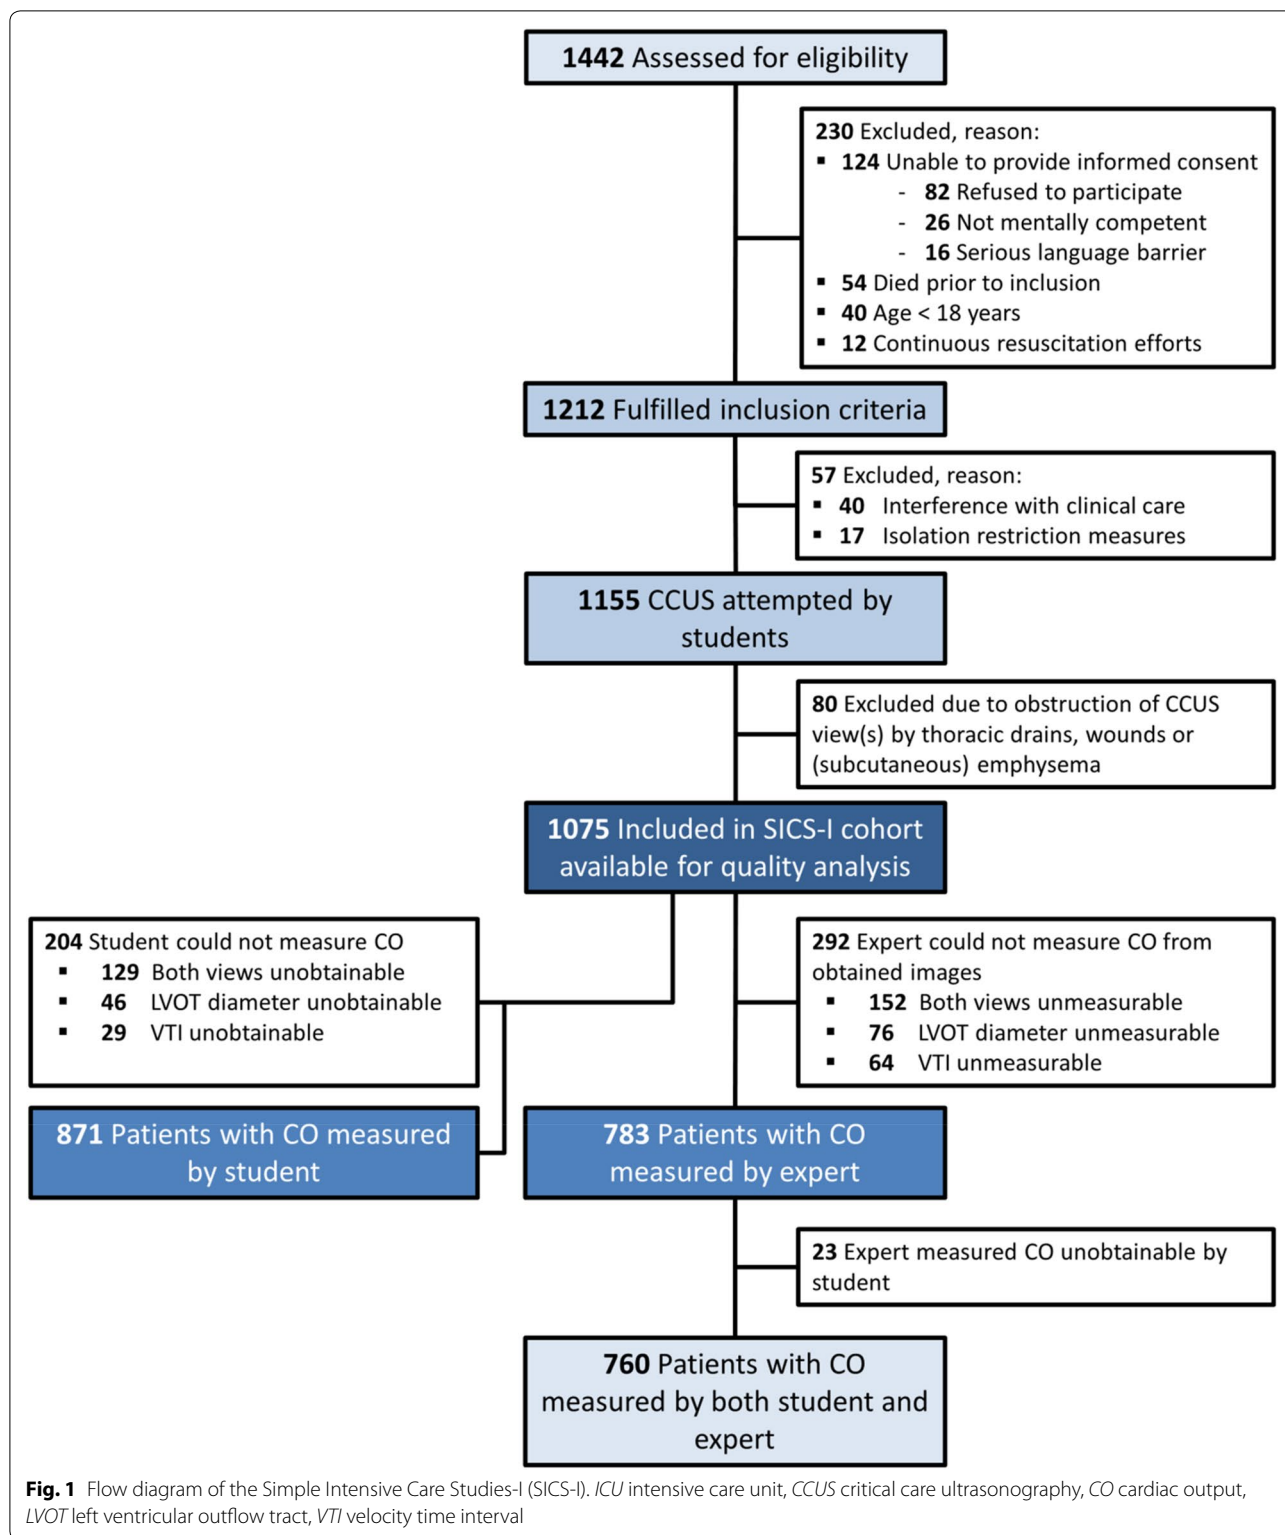 1442 Assessed for eligibility
230 Excluded, reason:
▪ 124 Unable to provide informed consent
- 82 Refused to participate
- 26 Not mentally competent
- 16 Serious language barrier
▪ 54 Died prior to inclusion
▪ 40 Age < 18 years
▪ 12 Continuous resuscitation efforts
1212 Fulfilled inclusion criteria
57 Excluded, reason:
▪ 40 Interference with clinical care
▪ 17 Isolation restriction measures
1155 CCUS attempted by
students
80 Excluded due to obstruction of CCUS
view(s) by thoracic drains, wounds or
(subcutaneous) emphysema
1075 Included in SICS-I cohort
available for quality analysis
204 Student could not measure CO
▪ 129 Both views unobtainable
▪ 46 LVOT diameter unobtainable
▪ 29 VTI unobtainable
292 Expert could not measure CO from
obtained images
▪ 152 Both views unmeasurable
▪ 76 LVOT diameter unmeasurable
▪ 64 VTI unmeasurable
871 Patients with CO measured
by student
783 Patients with CO
measured by expert
23 Expert measured CO unobtainable by
student
760 Patients with CO
measured by both student and
expert
Fig. 1 Flow diagram of the Simple Intensive Care Studies-I (SICS-I). ICU intensive care unit, CCUS critical care ultrasonography, CO cardiac output,
LVOT left ventricular outflow tract, VTI velocity time interval